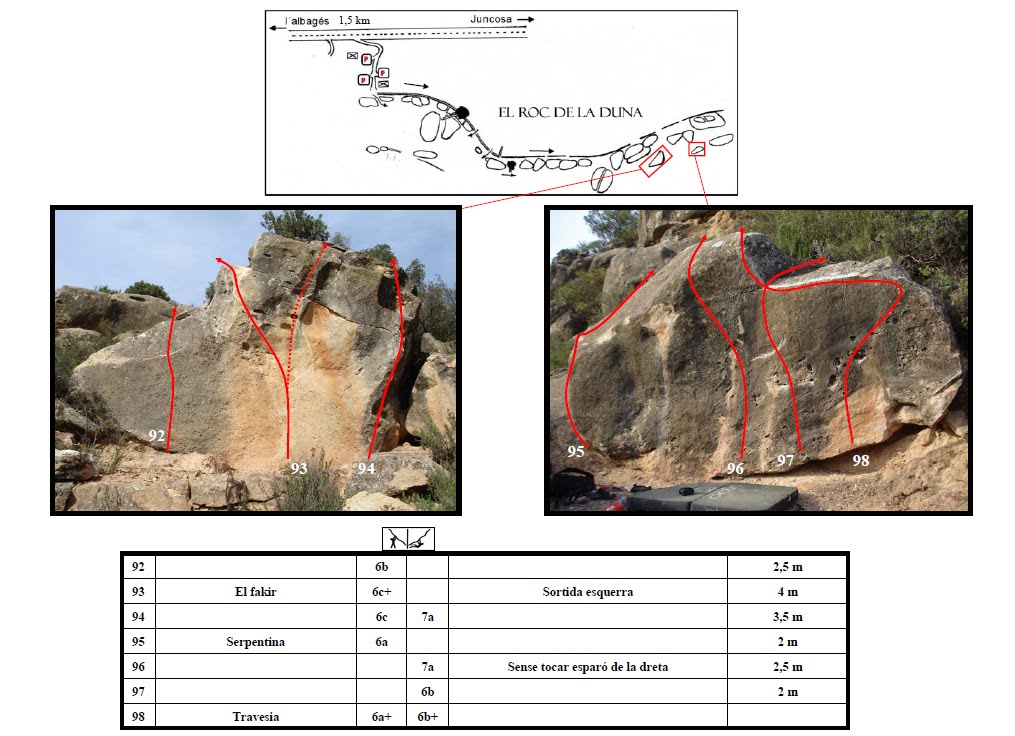 l´albagés 1,5 km Juncosa
P
P
P
EL ROC DE LA DUNA
92
93
94
95
96
97
98
92 6b 2,5 m
93 El fakir 6c+ Sortida esquerra 4 m
94 6c 7a 3,5 m
95 Serpentina 6a 2 m
96 7a Sense tocar esparó de la dreta 2,5 m
97 6b 2 m
98 Travesia 6a+ 6b+